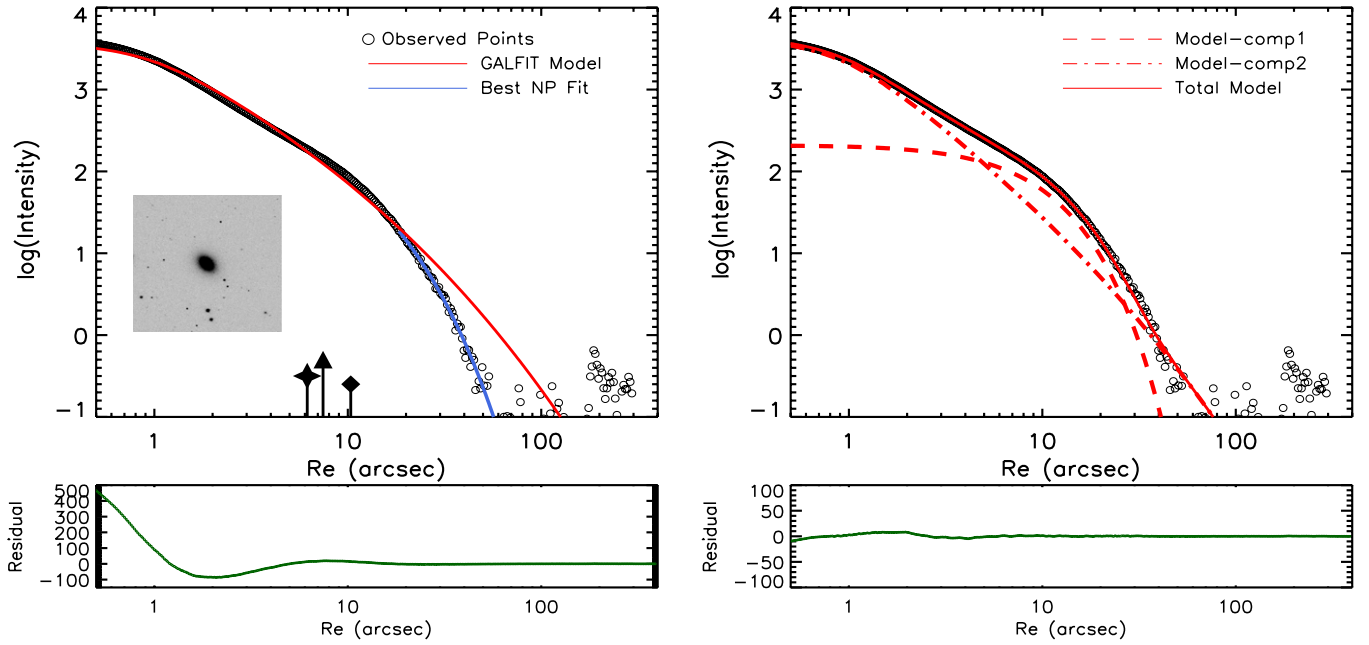 4
3
2
1
0
−1
log(Intensity)
Observed Points
GALFIT Model
Best NP Fit
1
10
100
Re (arcsec)
500
400
300
200
100
0
−100
Residual
1
10
100
Re (arcsec)
4
3
2
1
0
−1
log(Intensity)
Model−comp1
Model−comp2
Total Model
1
10
100
Re (arcsec)
100
50
0
−50
−100
Residual
1
10
100
Re (arcsec)